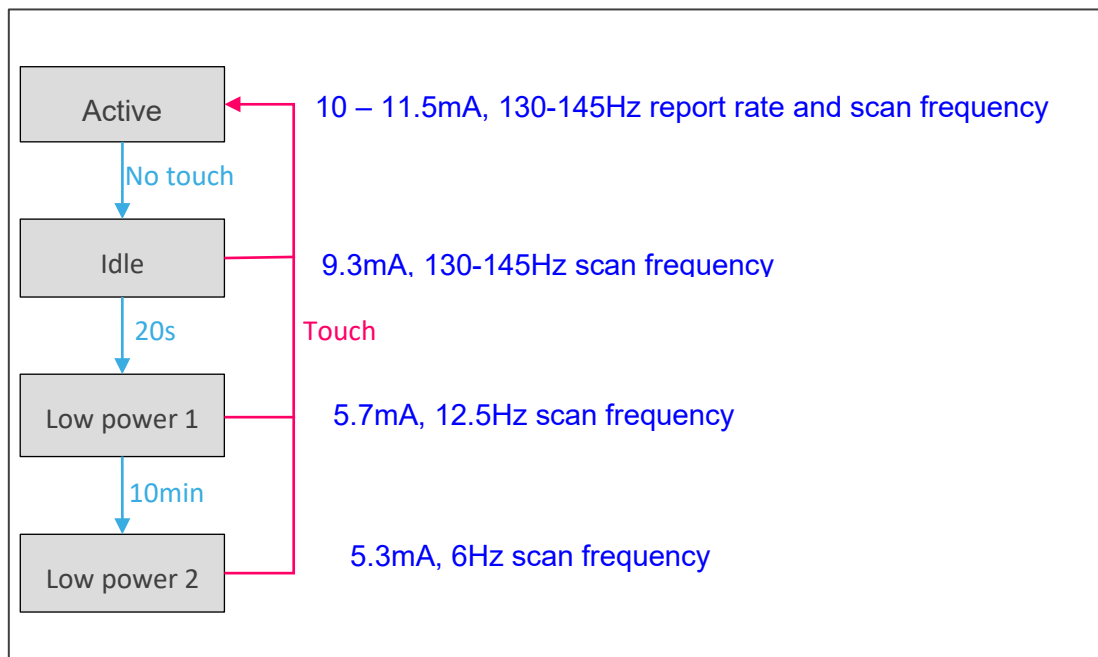 Active
10 – 11.5mA, 130-145Hz report rate and scan frequency
No touch
Idle
9.3mA, 130-145Hz scan frequency
20s
Touch
Low power 1
5.7mA, 12.5Hz scan frequency
10min
Low power 2
5.3mA, 6Hz scan frequency